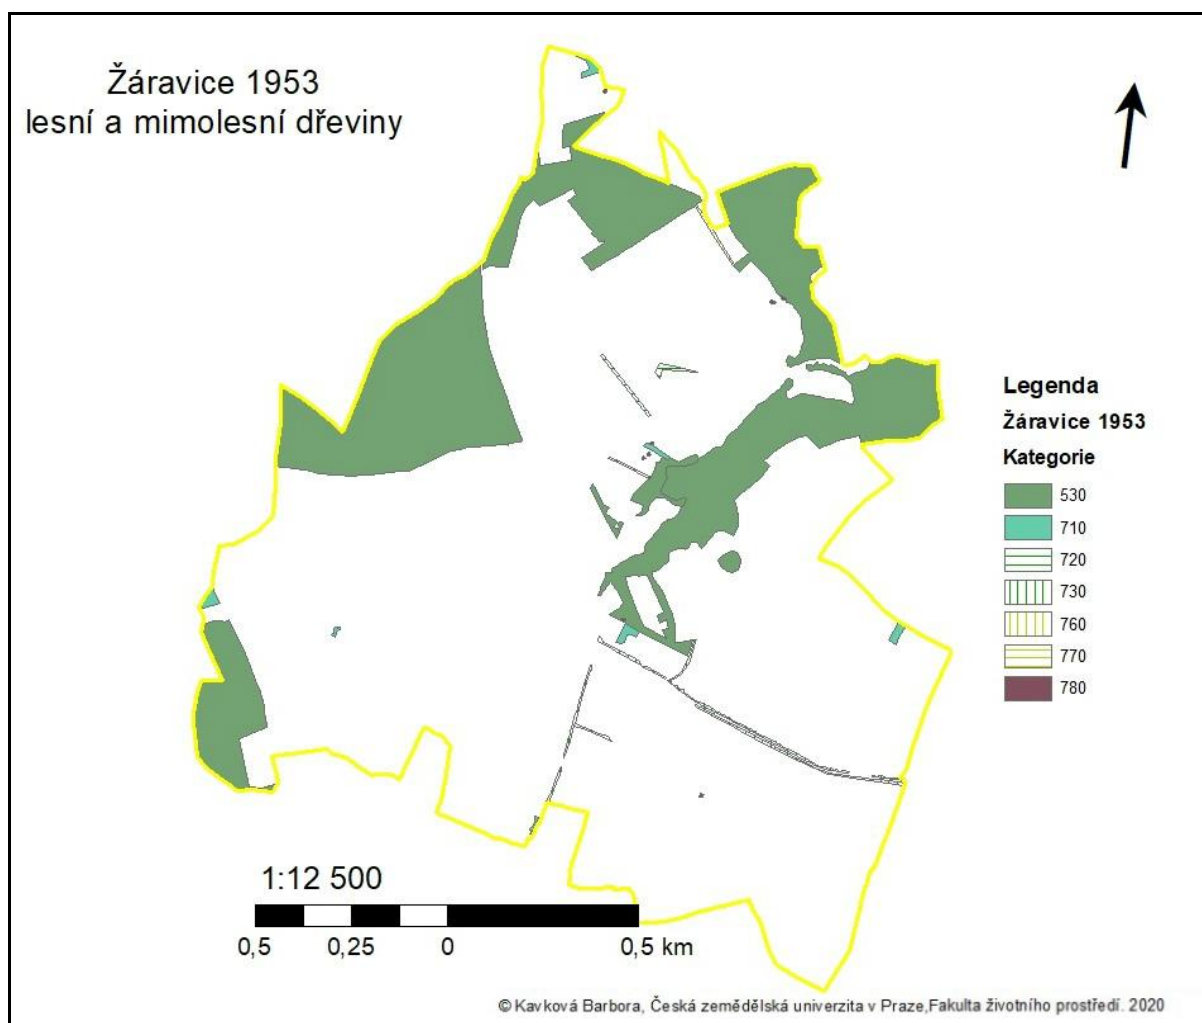 Žáravice 1953
lesní a mimolesní dřeviny
Legenda
Žáravice 1953
Kategorie
530
710
720
730
760
770
780
1:12 500
0,5 0,25 0 0,5 km
© Kavková Barbora, Česká zemědělská univerzita v Praze,Fakulta životního prostředí. 2020